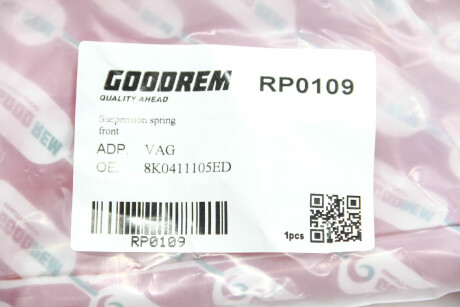 GOODREM
QUALITY AHEAD
RP0109
Suspension spring
front
ADP. VAG
OE. 8K0411105ED
RP0109
1pcs